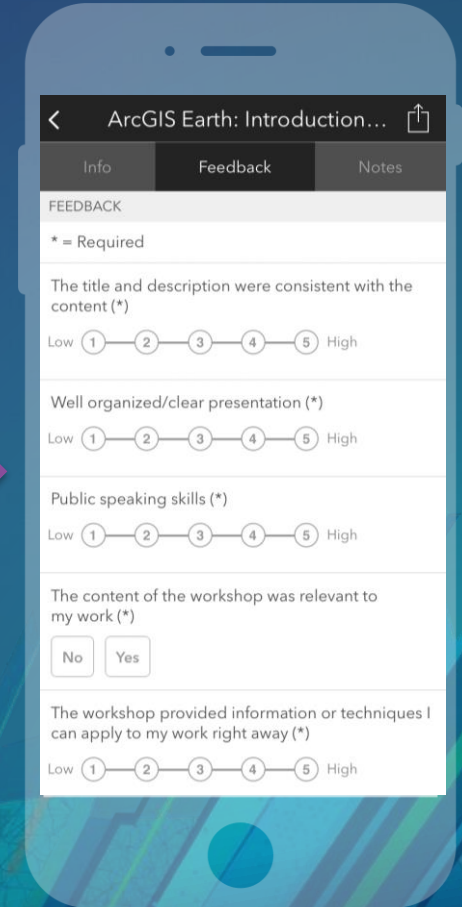 ArcGIS Earth: Introduction...
Info Feedback Notes
FEEDBACK
* = Required
The title and description were consistent with the
content (*)
Low 1 2 3 4 5 High
Well organized/clear presentation (*)
Low 1 2 3 4 5 High
Public speaking skills (*)
Low 1 2 3 4 5 High
The content of the workshop was relevant to
my work (*)
No Yes
The workshop provided information or techniques I
can apply to my work right away (*)
Low 1 2 3 4 5 High